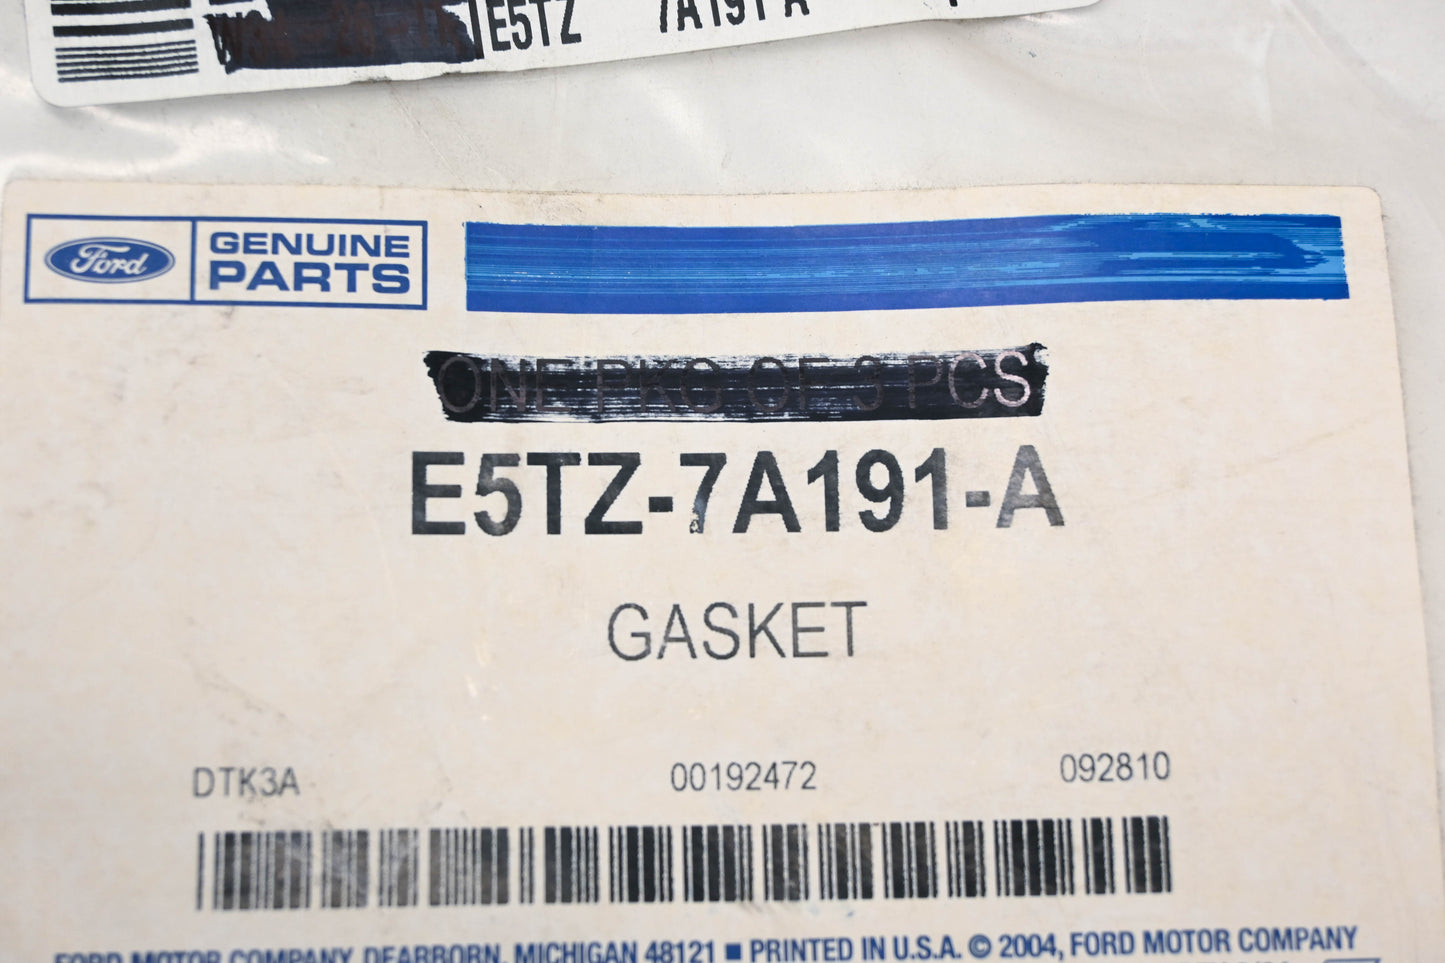 E5TZ 7A191 A
Ford GENUINE PARTS
ONE PKG OF 3 PCS
E5TZ-7A191-A
GASKET
DTK3A 00192472 092810
FORD MOTOR COMPANY, DEARBORN, MICHIGAN 48121 ■ PRINTED IN U.S.A. © 2004, FORD MOTOR COMPANY